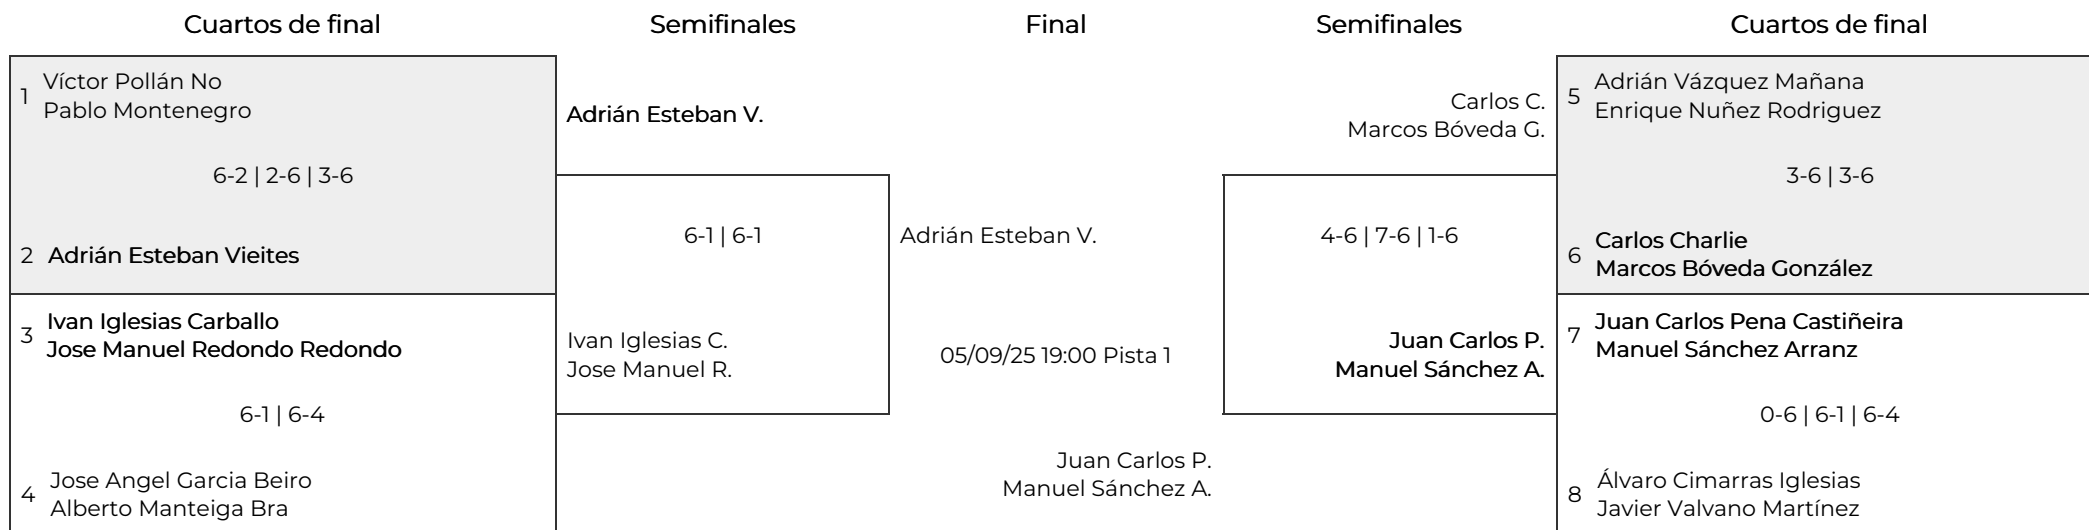 Cuartos de final
Semifinales
Final
Semifinales
Cuartos de final
1
Víctor Pollán No
Pablo Montenegro
6-2 | 2-6 | 3-6
2
Adrián Esteban Vieites
3
Ivan Iglesias Carballo
Jose Manuel Redondo Redondo
6-1 | 6-4
4
Jose Angel Garcia Beiro
Alberto Manteiga Bra
Adrián Esteban V.
6-1 | 6-1
Ivan Iglesias C.
Jose Manuel R.
Adrián Esteban V.
05/09/25 19:00 Pista 1
Juan Carlos P.
Manuel Sánchez A.
Carlos C.
Marcos Bóveda G.
4-6 | 7-6 | 1-6
Juan Carlos P.
Manuel Sánchez A.
5
Adrián Vázquez Mañana
Enrique Nuñez Rodriguez
3-6 | 3-6
6
Carlos Charlie
Marcos Bóveda González
7
Juan Carlos Pena Castiñeira
Manuel Sánchez Arranz
0-6 | 6-1 | 6-4
8
Álvaro Cimarras Iglesias
Javier Valvano Martínez